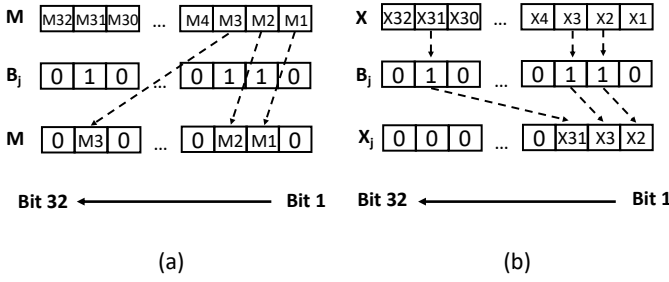 M M32 M31 M30 ... M4 M3 M2 M1
Bj 0 1 0 ... 0 1 1 0
M 0 M3 0 ... 0 M2 M1 0
Bit 32 Bit 1
(a)
X X32 X31 X30 ... X4 X3 X2 X1
Bj 0 1 0 ... 0 1 1 0
Xj 0 0 0 ... 0 X31 X3 X2
Bit 32 Bit 1
(b)